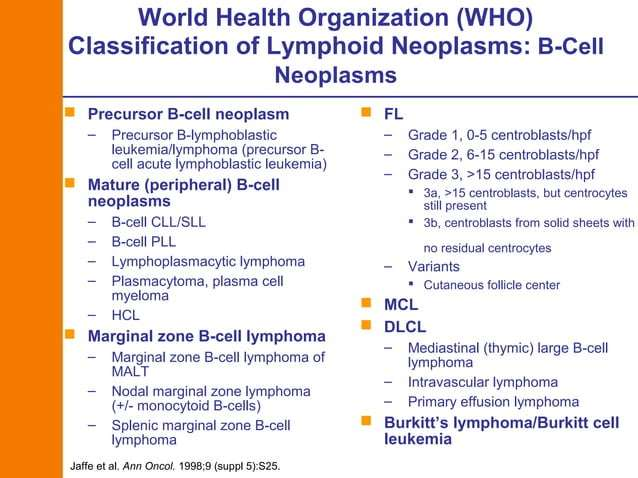 World Health Organization (WHO)
Classification of Lymphoid Neoplasms: B-Cell
Neoplasms
Precursor B-cell neoplasm
– Precursor B-lymphoblastic
leukemia/lymphoma (precursor B-
cell acute lymphoblastic leukemia)
Mature (peripheral) B-cell
neoplasms
– B-cell CLL/SLL
– B-cell PLL
– Lymphoplasmacytic lymphoma
– Plasmacytoma, plasma cell
myeloma
– HCL
Marginal zone B-cell lymphoma
– Marginal zone B-cell lymphoma of
MALT
– Nodal marginal zone lymphoma
(+/- monocytoid B-cells)
– Splenic marginal zone B-cell
lymphoma
FL
– Grade 1, 0-5 centroblasts/hpf
– Grade 2, 6-15 centroblasts/hpf
– Grade 3, >15 centroblasts/hpf
3a, >15 centroblasts, but centrocytes
still present
3b, centroblasts from solid sheets with
no residual centrocytes
– Variants
Cutaneous follicle center
MCL
DLCL
– Mediastinal (thymic) large B-cell
lymphoma
– Intravascular lymphoma
– Primary effusion lymphoma
Burkitt’s lymphoma/Burkitt cell
leukemia
Jaffe et al. Ann Oncol. 1998;9 (suppl 5):S25.